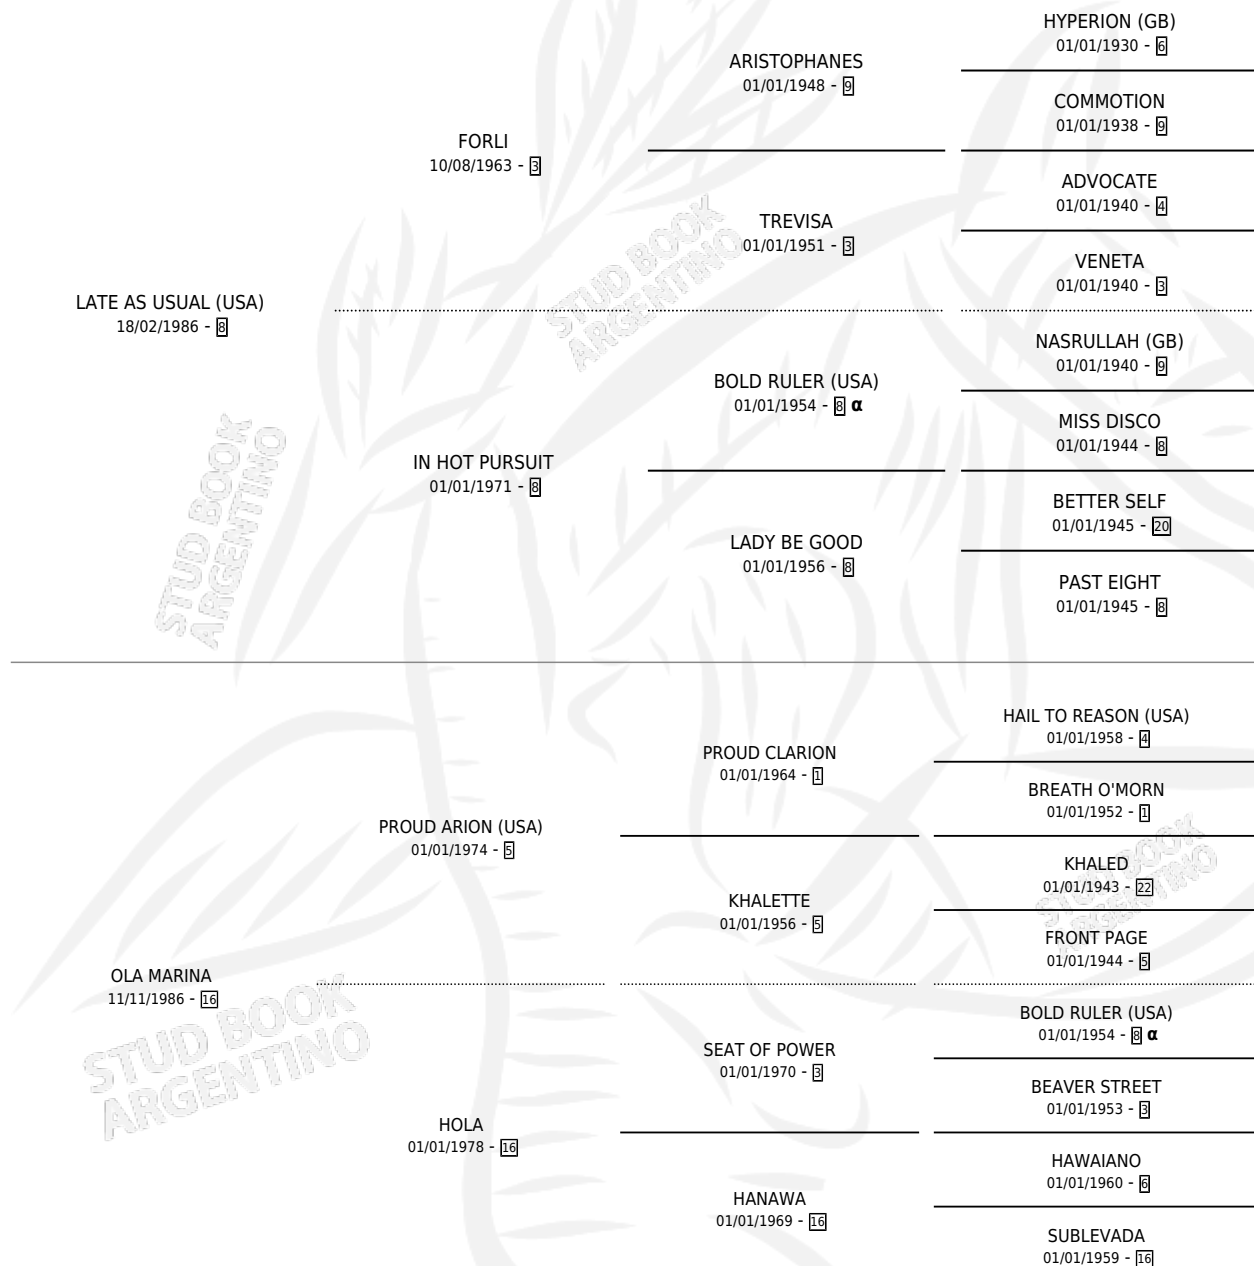 HYPERION (GB)
01/01/1930 - 6
ARISTOPHANES
01/01/1948 - 9
COMMOTION
01/01/1938 - 9
FORLI
10/08/1963 - 3
ADVOCATE
01/01/1940 - 4
TREVISA
01/01/1951 - 3
VENETA
01/01/1940 - 3
LATE AS USUAL (USA)
18/02/1986 - 8
NASRULLAH (GB)
01/01/1940 - 9
BOLD RULER (USA)
01/01/1954 - 8 α
MISS DISCO
01/01/1944 - 8
IN HOT PURSUIT
01/01/1971 - 8
BETTER SELF
01/01/1945 - 20
LADY BE GOOD
01/01/1956 - 8
PAST EIGHT
01/01/1945 - 8
HAIL TO REASON (USA)
01/01/1958 - 4
PROUD CLARION
01/01/1964 - 1
BREATH O'MORN
01/01/1952 - 1
PROUD ARION (USA)
01/01/1974 - 5
KHALED
01/01/1943 - 22
KHALETTE
01/01/1956 - 5
FRONT PAGE
01/01/1944 - 5
OLA MARINA
11/11/1986 - 16
BOLD RULER (USA)
01/01/1954 - 8 α
SEAT OF POWER
01/01/1970 - 3
BEAVER STREET
01/01/1953 - 3
HOLA
01/01/1978 - 16
HAWAIANO
01/01/1960 - 6
HANAWA
01/01/1969 - 16
SUBLEVADA
01/01/1959 - 16
STUD BOOK
ARGENTINO
STUD BOOK
ARGENTINO
STUD BOOK
ARGENTINO
STUD BOOK
ARGENTINO